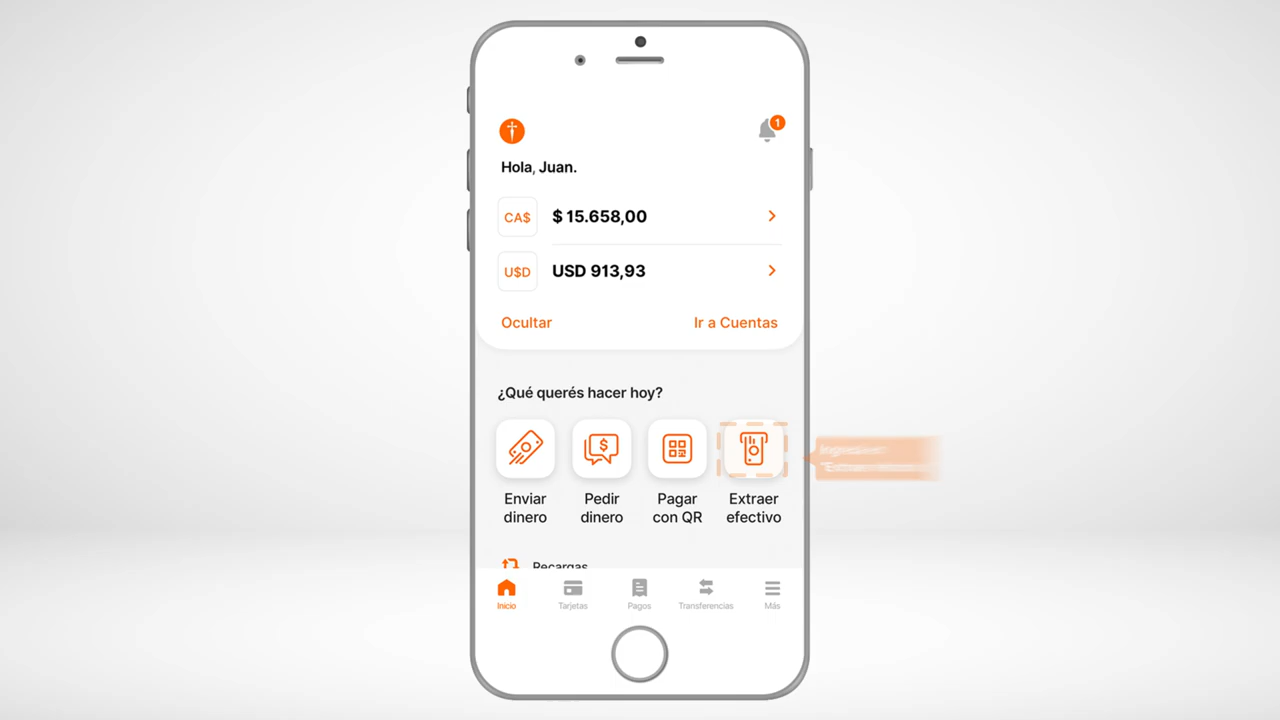 1
Hola, Juan.
CA$ $ 15.658,00
U$D USD 913,93
Ocultar Ir a Cuentas
¿Qué querés hacer hoy?
Enviar dinero
Pedir dinero
Pagar con QR
Extraer efectivo
Recargas
Inicio Tarjetas Pagos Transferencias Más